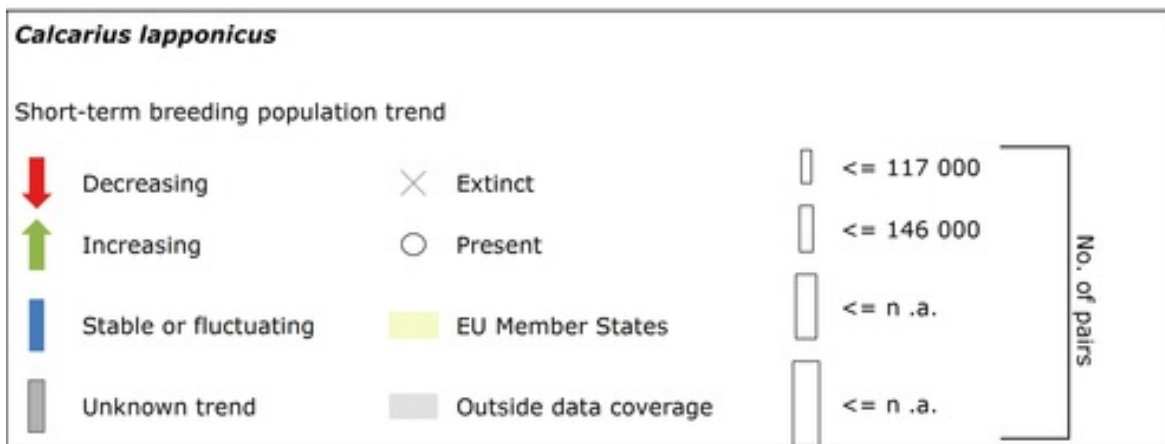 Calcarius lapponicus
Short-term breeding population trend
Decreasing
Increasing
Stable or fluctuating
Unknown trend
Extinct
Present
EU Member States
Outside data coverage
<= 117 000
<= 146 000
<= n .a.
<= n .a.
No. of pairs